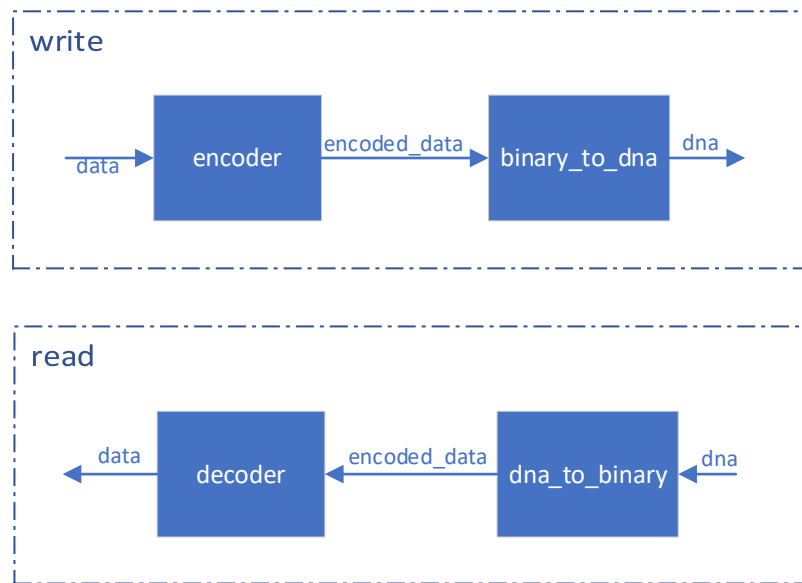 write
data
encoder
encoded_data
binary_to_dna
dna
read
data
decoder
encoded_data
dna_to_binary
dna